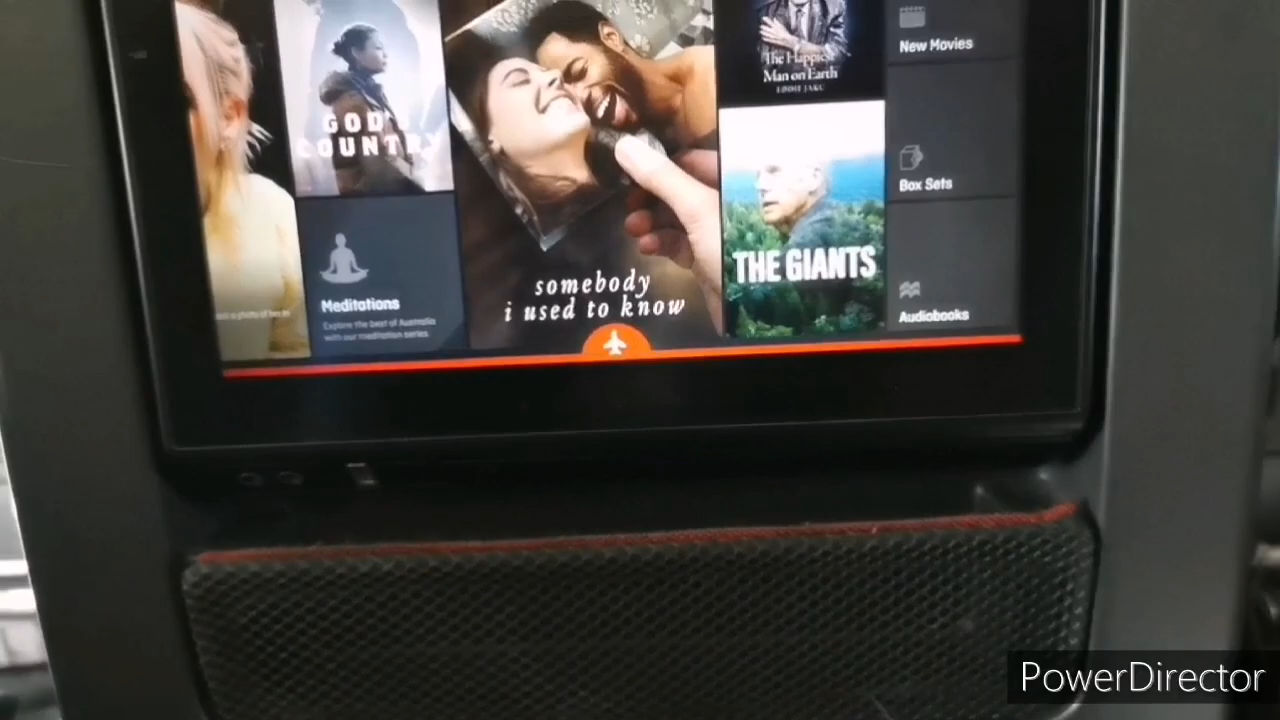 GOD'S
COUNTRY
Meditations
Explore the best of Australia
with our meditation series
somebody
i used to know
The Happiest
Man on Earth
EDDIE JAKU
THE GIANTS
New Movies
Box Sets
Audiobooks
PowerDirector